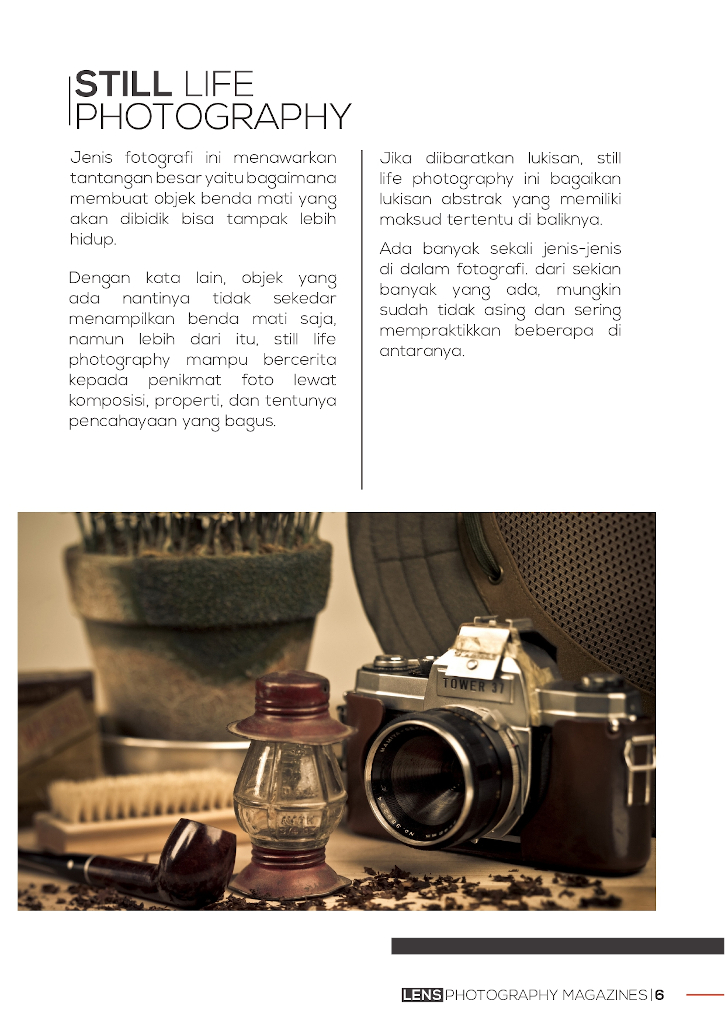 STILL LIFE
PHOTOGRAPHY
Jenis fotografi ini menawarkan
tantangan besar yaitu bagaimana
membuat objek benda mati yang
akan dibidik bisa tampak lebih
hidup.
Dengan kata lain, objek yang
ada nantinya tidak sekedar
menampilkan benda mati saja,
namun lebih dari itu, still life
photography mampu bercerita
kepada penikmat foto lewat
komposisi, properti, dan tentunya
pencahayaan yang bagus.
Jika diibaratkan lukisan, still
life photography ini bagaikan
lukisan abstrak yang memiliki
maksud tertentu di baliknya.
Ada banyak sekali jenis-jenis
di dalam fotografi. dari sekian
banyak yang ada, mungkin
sudah tidak asing dan sering
mempraktikkan beberapa di
antaranya.
TOWER 37
LENS PHOTOGRAPHY MAGAZINES|6